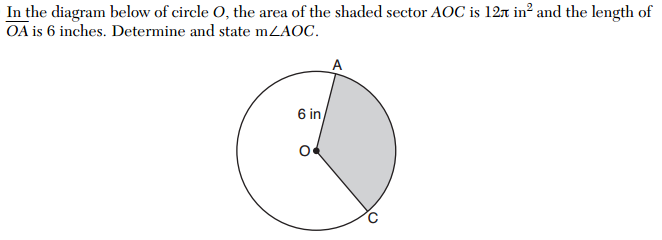 In the diagram below of circle O, the area of the shaded sector AOC is 12π in² and the length of
OA is 6 inches. Determine and state m∠AOC.
A
6 in
O
C